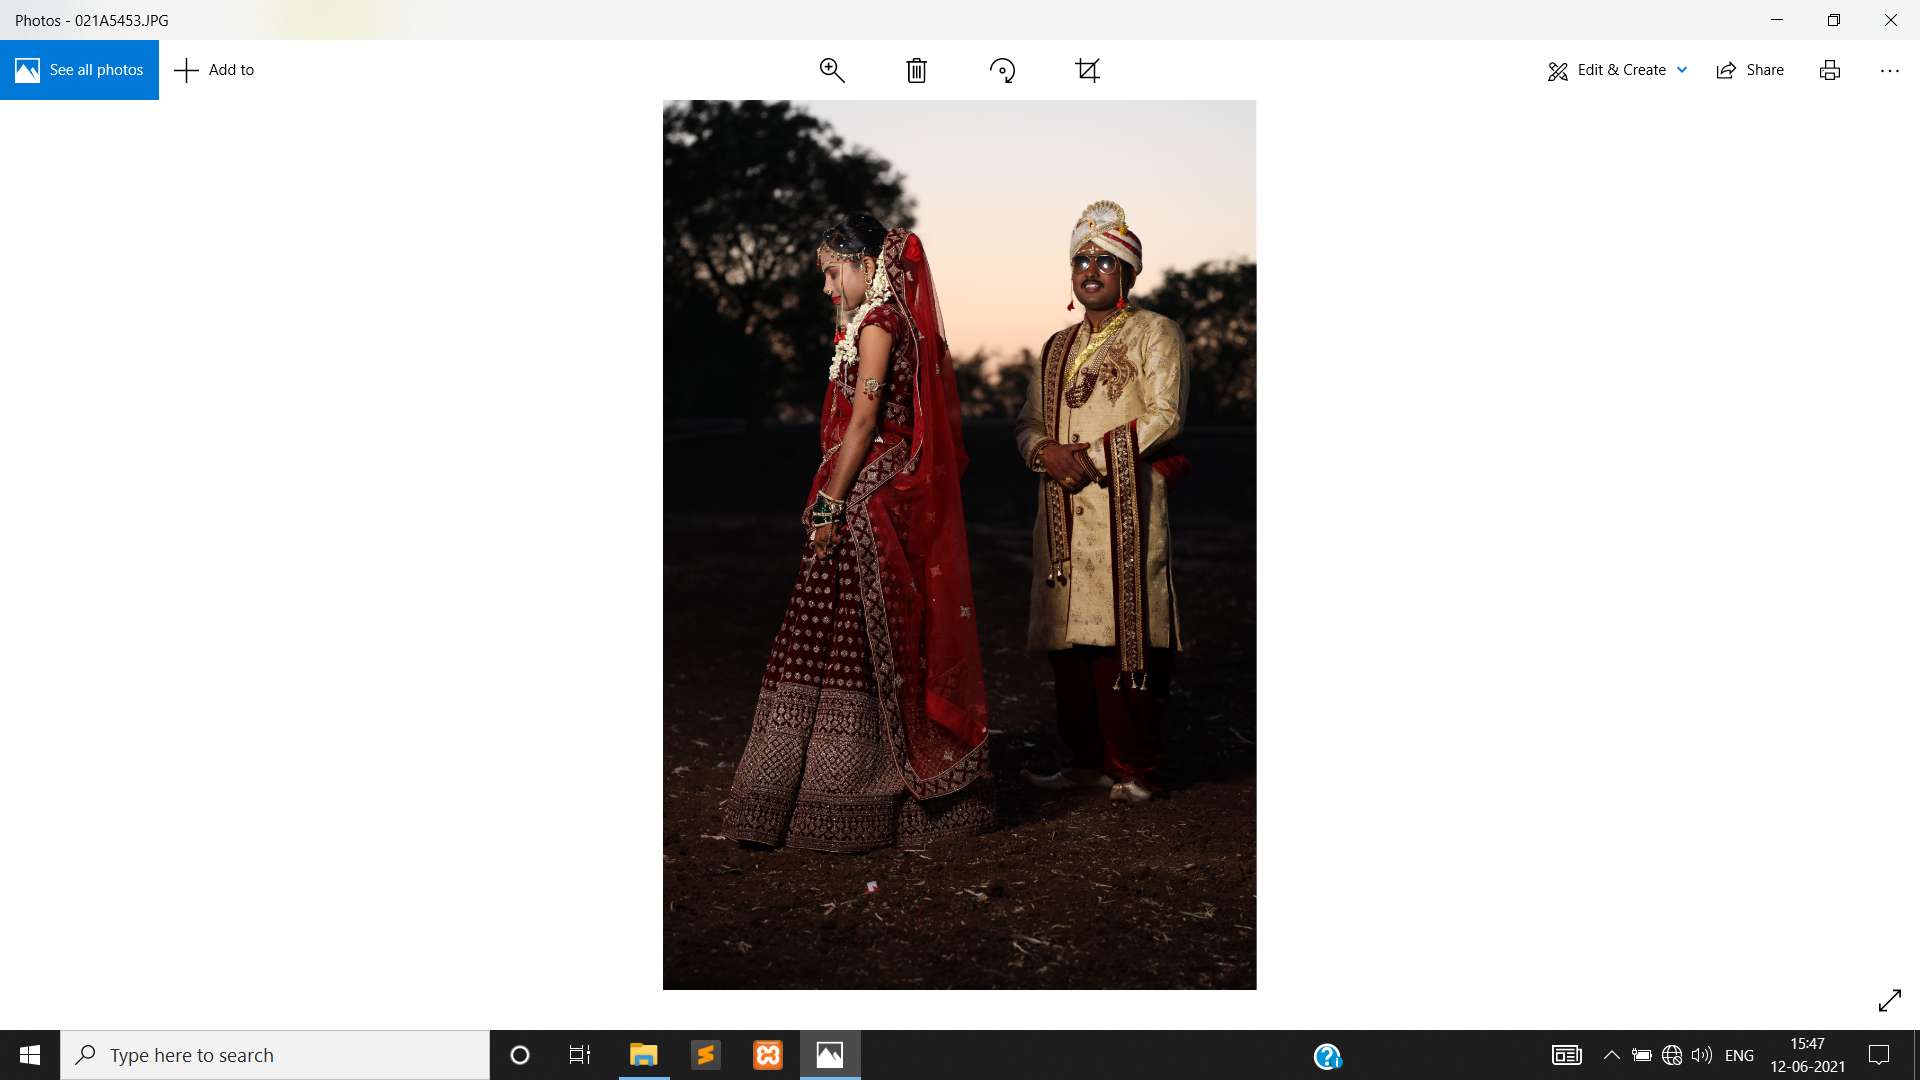 Photos - 021A5453.JPG
See all photos
Add to
Edit & Create
Share
Type here to search
ENG
15:47
12-06-2021